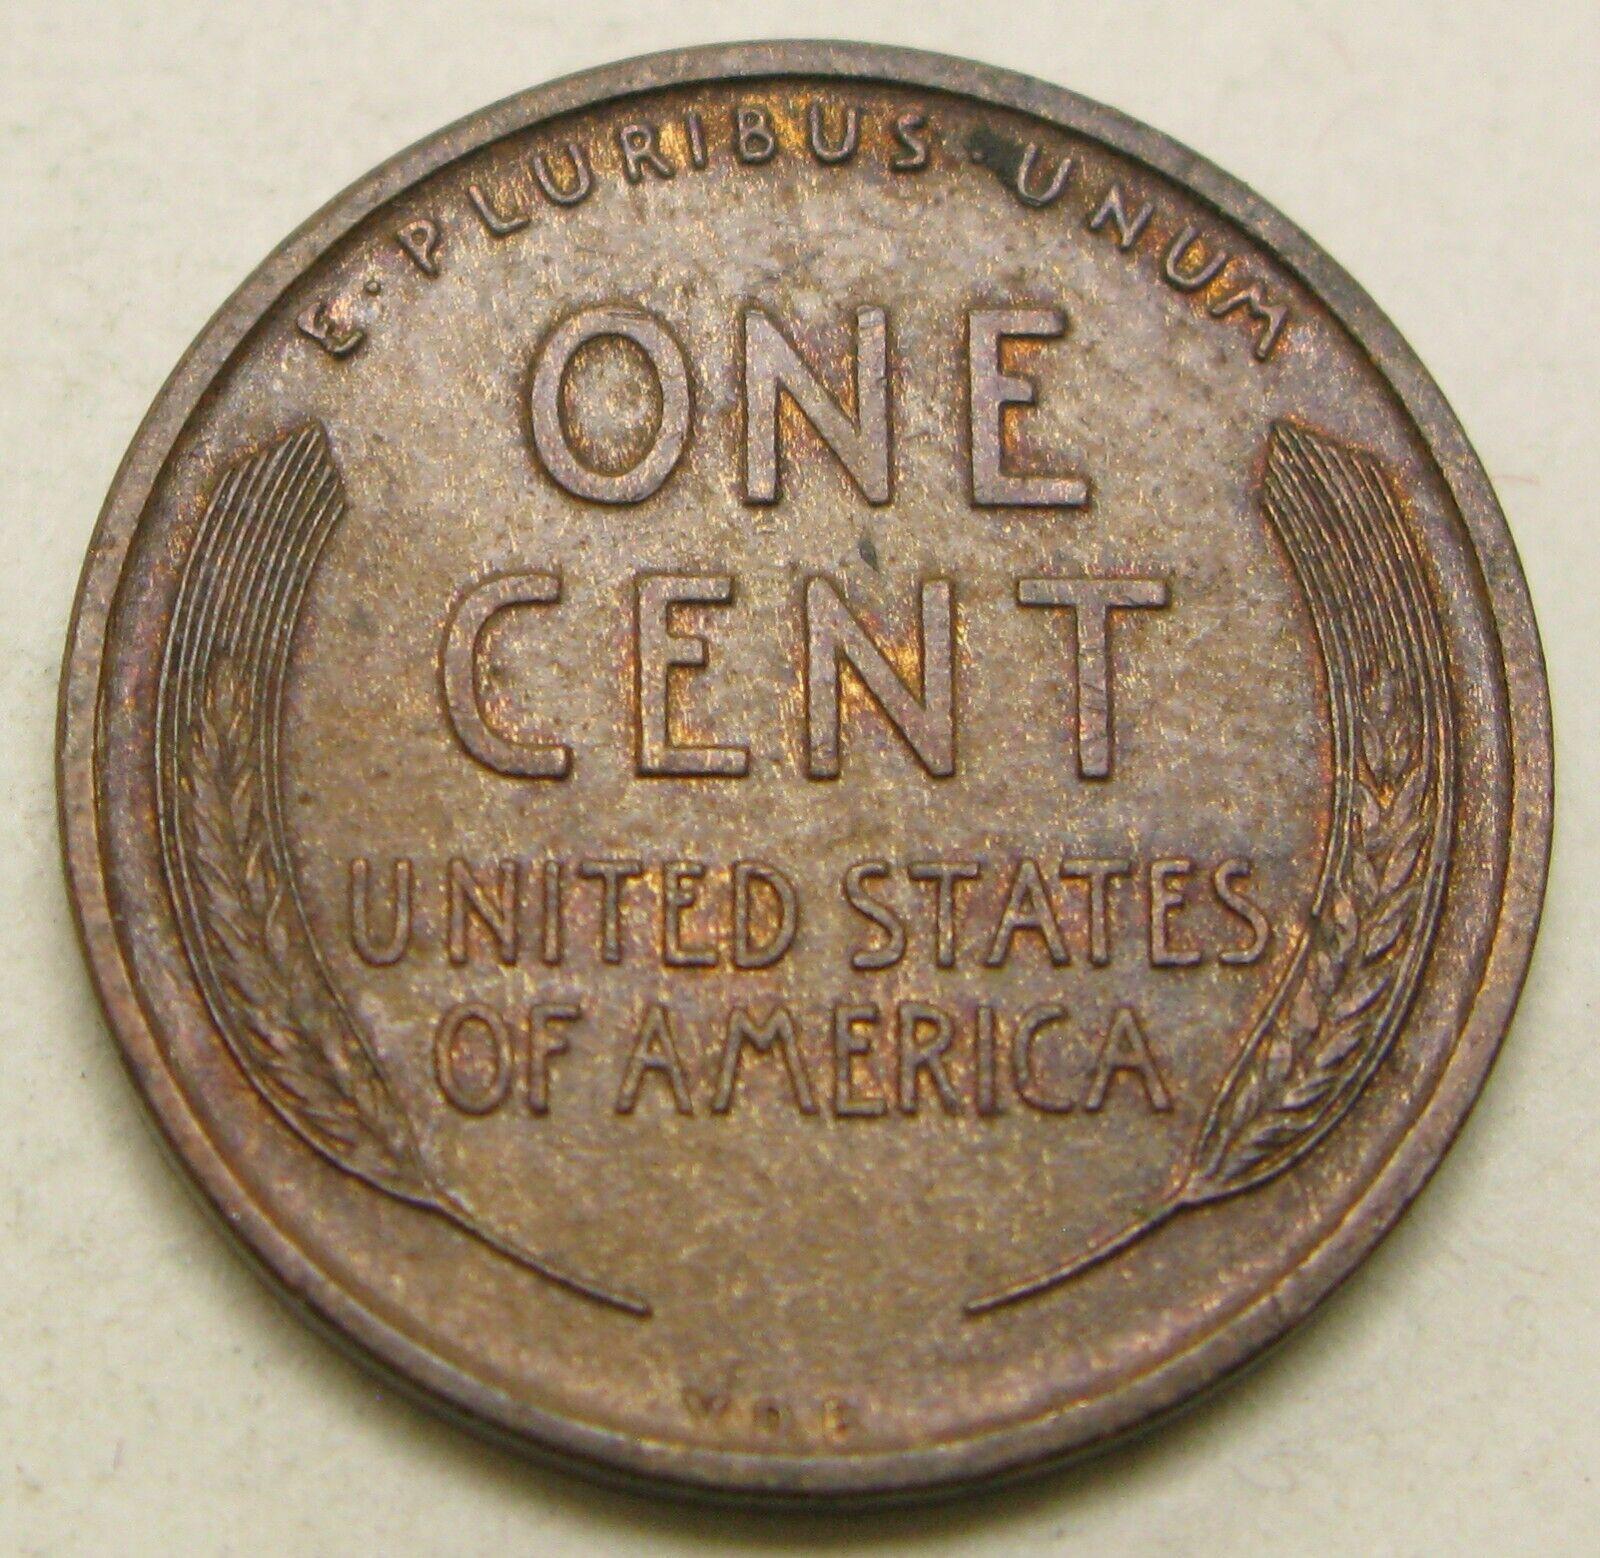 E·PLURIBUS·UNUM
ONE
CENT
UNITED STATES
OF AMERICA
V D B